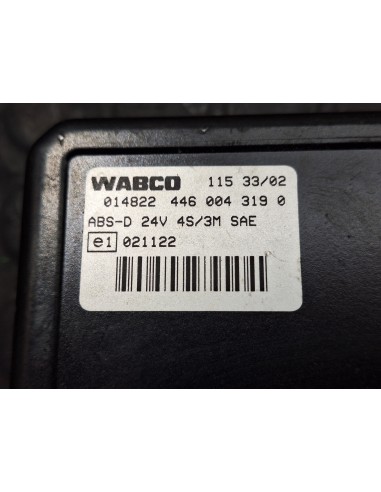 WABCO 115 33/02
014822 446 004 319 0
ABS-D 24V 4S/3M SAE
e1 021122